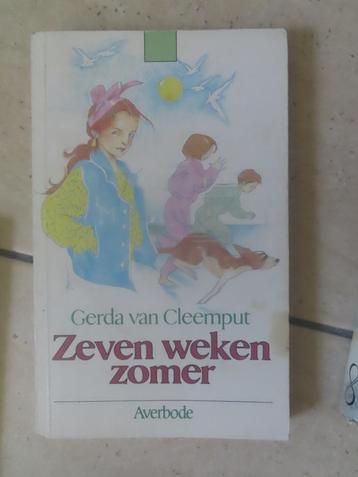 Gerda van Cleemput
Zeven weken
zomer
Averbode